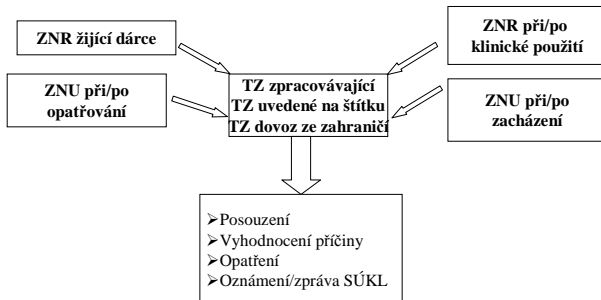 ZNR žijící dárce
ZNR při/po
klinické použití
ZNU při/po
opatřování
TZ zpracovávající
TZ uvedené na štítku
TZ dovoz ze zahraničí
ZNU při/po
zacházení
➢Posouzení
➢Vyhodnocení příčiny
➢Opatření
➢Oznámení/zpráva SÚKL